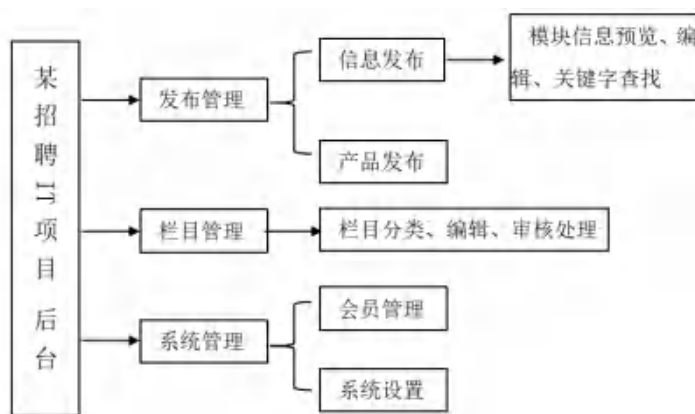 某招聘IT项目 后台
发布管理
信息发布
模块信息预览、编
辑、关键字查找
产品发布
栏目管理
栏目分类、编辑、审核处理
系统管理
会员管理
系统设置